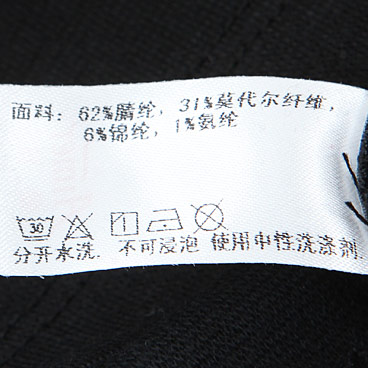 面料：62%腈纶，31%莫代尔纤维，
6%锦纶，1%氨纶
30
分开水洗. 不可浸泡 使用中性洗涤剂.